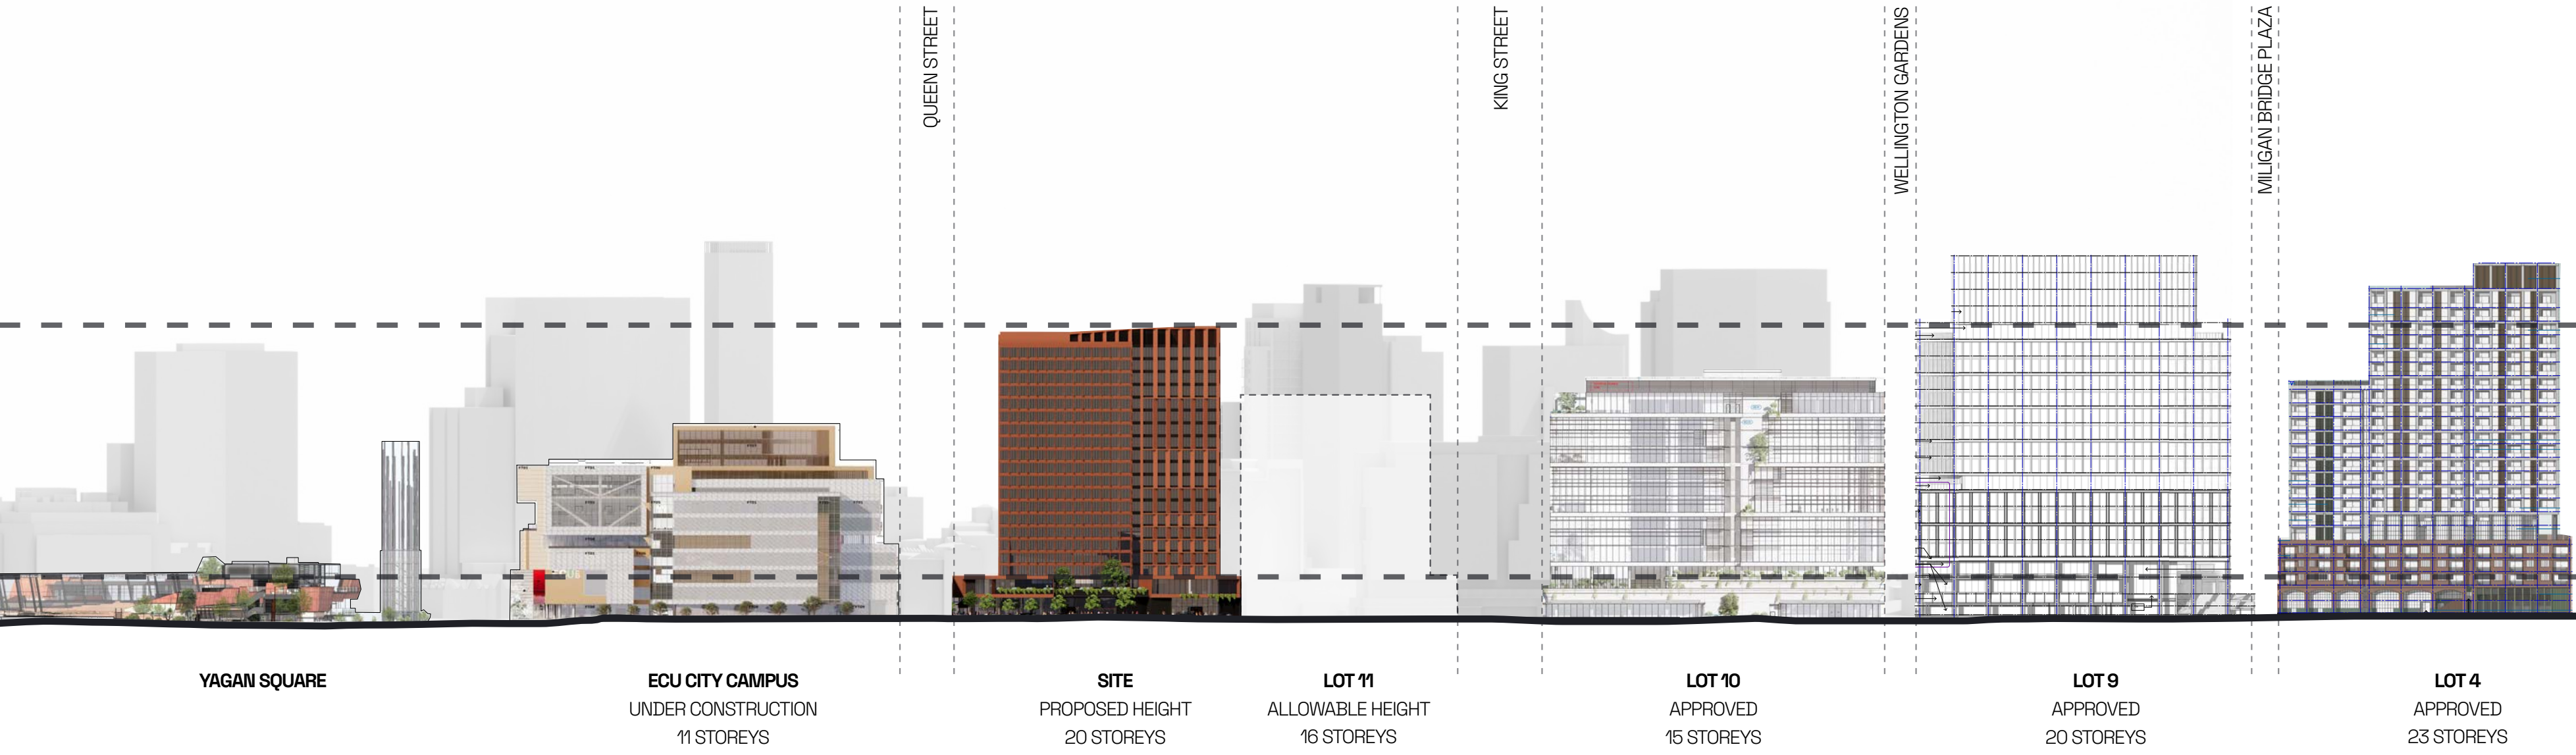 QUEEN STREET
KING STREET
WELLINGTON GARDENS
MILIGAN BRIDGE PLAZA
YAGAN SQUARE
ECU CITY CAMPUS
UNDER CONSTRUCTION
11 STOREYS
SITE
PROPOSED HEIGHT
20 STOREYS
LOT 11
ALLOWABLE HEIGHT
16 STOREYS
LOT 10
APPROVED
15 STOREYS
LOT 9
APPROVED
20 STOREYS
LOT 4
APPROVED
23 STOREYS